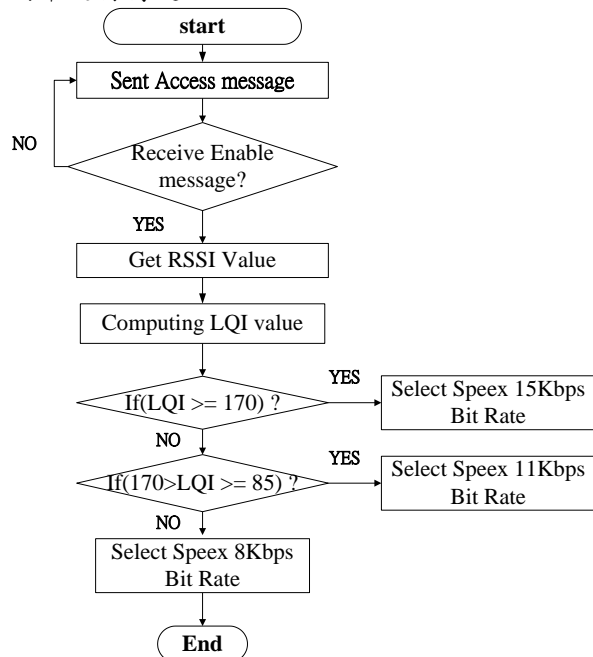 start
Sent Access message
NO
Receive Enable
message?
YES
Get RSSI Value
Computing LQI value
If(LQI >= 170) ?
YES
Select Speex 15Kbps
Bit Rate
NO
If(170>LQI >= 85) ?
YES
Select Speex 11Kbps
Bit Rate
NO
Select Speex 8Kbps
Bit Rate
End